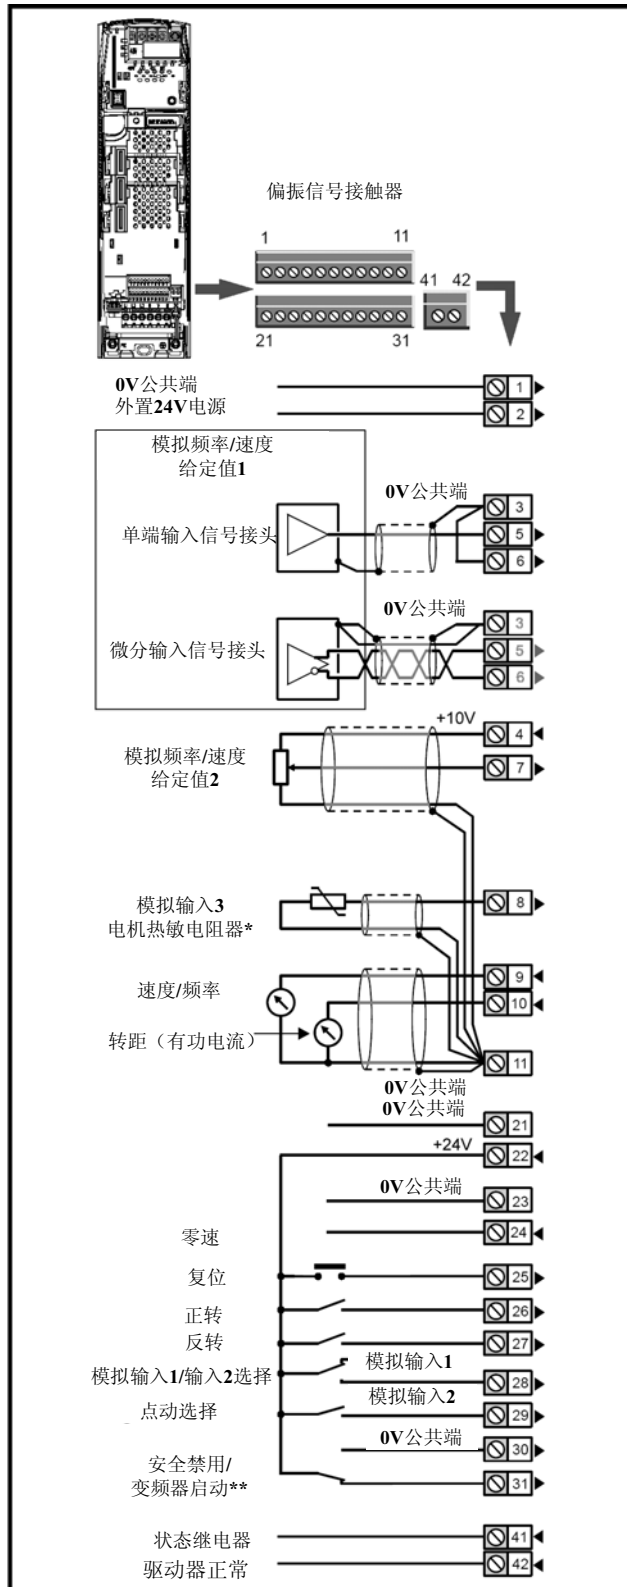 偏振信号接触器
1 11
41 42
21 31
0V公共端 1
外置24V电源 2
模拟频率/速度
给定值1
0V公共端 3
单端输入信号接头 5
6
0V公共端 3
微分输入信号接头 5
6
+10V 4
模拟频率/速度
给定值2 7
模拟输入3 8
电机热敏电阻器*
速度/频率 9
10
转距（有功电流） 11
0V公共端
0V公共端 21
+24V 22
0V公共端 23
零速 24
复位 25
正转 26
反转 27
模拟输入1
模拟输入1/输入2选择 28
模拟输入2
点动选择 29
0V公共端 30
安全禁用/
变频器启动** 31
状态继电器 41
驱动器正常 42